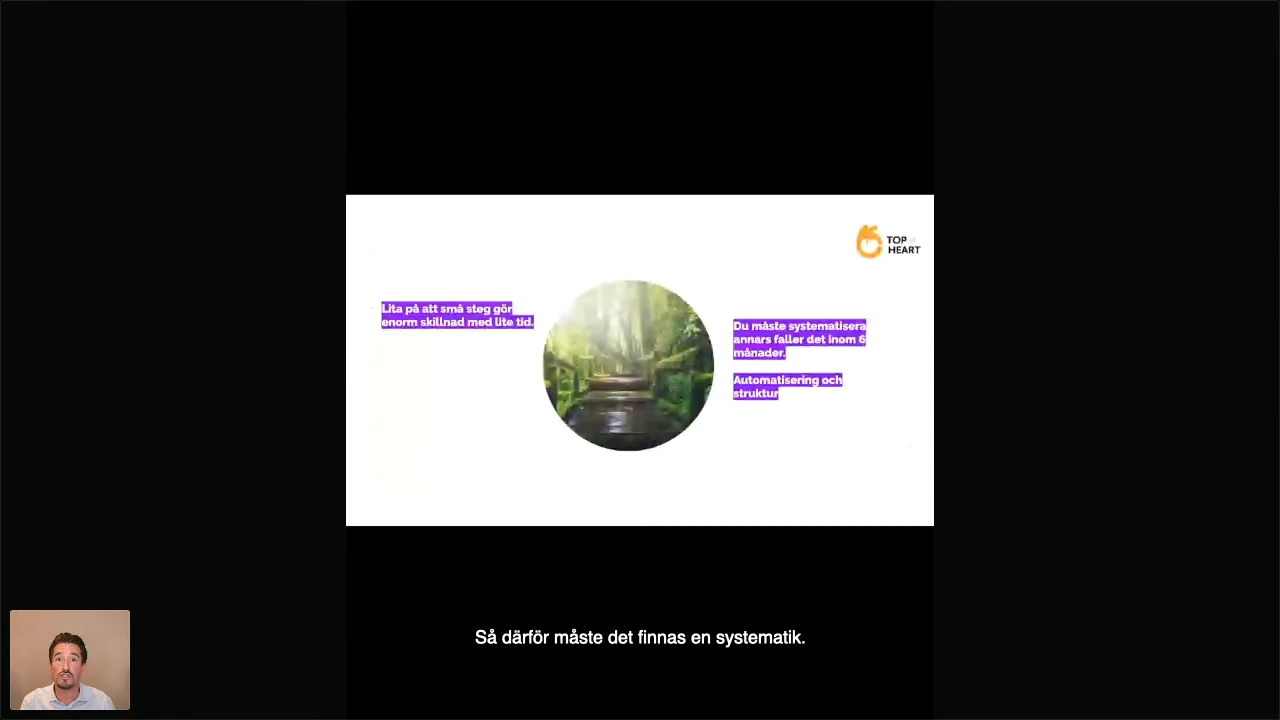 TOP
HEART
Lita på att små steg gör
enorm skillnad med lite tid.
Du måste systematisera
annars faller det inom 6
månader.
Automatisering och
struktur
Så därför måste det finnas en systematik.